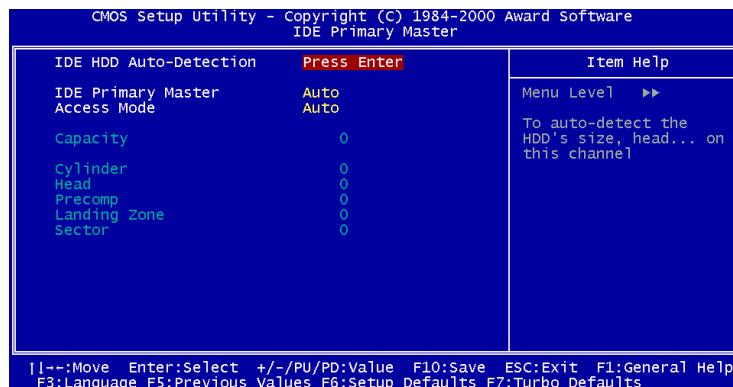 CMOS Setup Utility – Copyright (C) 1984-2000 Award Software
IDE Primary Master
IDE HDD Auto-Detection Press Enter
IDE Primary Master Auto
Access Mode Auto
Capacity 0
Cylinder 0
Head 0
Precomp 0
Landing Zone 0
Sector 0
Item Help
Menu Level ▶▶
To auto-detect the
HDD's size, head... on
this channel
↑↓→←:Move Enter:Select +/-/PU/PD:Value F10:Save ESC:Exit F1:General Help
F3:Language F5:Previous Values F6:Setup Defaults F7:Turbo Defaults